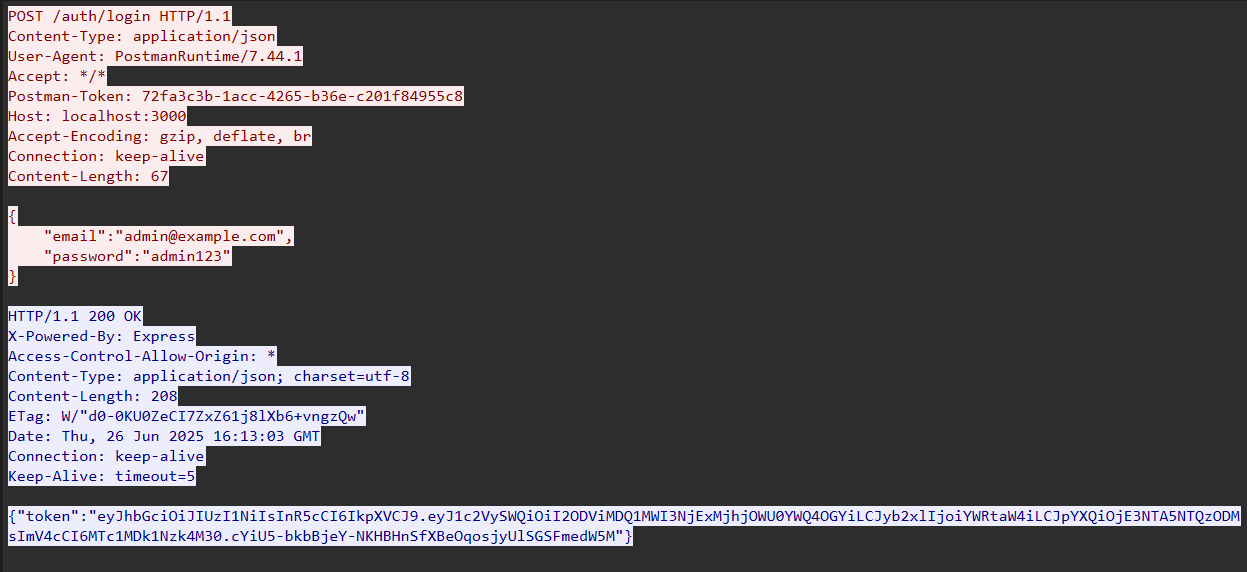 POST /auth/login HTTP/1.1
Content-Type: application/json
User-Agent: PostmanRuntime/7.44.1
Accept: */*
Postman-Token: 72fa3c3b-1acc-4265-b36e-c201f84955c8
Host: localhost:3000
Accept-Encoding: gzip, deflate, br
Connection: keep-alive
Content-Length: 67
{
"email":"admin@example.com",
"password":"admin123"
}
HTTP/1.1 200 OK
X-Powered-By: Express
Access-Control-Allow-Origin: *
Content-Type: application/json; charset=utf-8
Content-Length: 208
ETag: W/"d0-0KU0ZeCI7ZxZ61j8lXb6+vngzQw"
Date: Thu, 26 Jun 2025 16:13:03 GMT
Connection: keep-alive
Keep-Alive: timeout=5
{"token":"eyJhbGciOiJIUzI1NiIsInR5cCI6IkpXVCJ9.eyJ1c2VySWQiOiI2ODViMDQ1MWI3NjExMjhjOWU0YWQ4OGYiLCJyb2xlIjoiYWRtaW4iLCJpYXQiOjE3NTA5NTQzODM
sImV4cCI6MTc1MDk1Nzk4M30.cYiU5-bkbBjeY-NKHBHnSfXBeOqosjyUlSGSFmedW5M"}